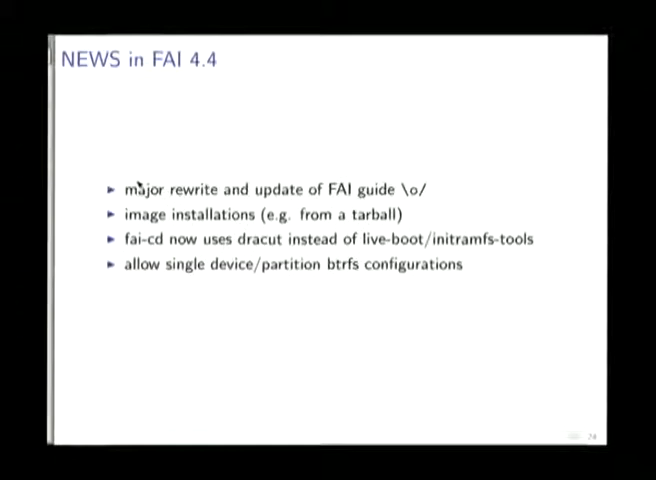 NEWS in FAI 4.4
► major rewrite and update of FAI guide \o/
► image installations (e.g. from a tarball)
► fai-cd now uses dracut instead of live-boot/initramfs-tools
► allow single device/partition btrfs configurations
24